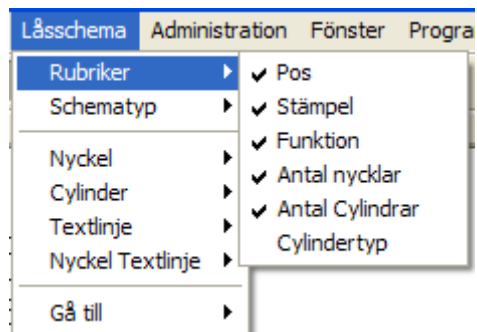 Låsschema Administration Fönster Progra
Rubriker
Schematyp
Nyckel
Cylinder
Textlinje
Nyckel Textlinje
Gå till
Pos
Stämpel
Funktion
Antal nycklar
Antal Cylindrar
Cylindertyp